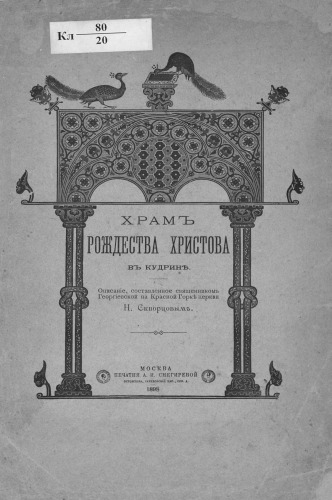 Кл 80
20
ХРАМЪ
РОЖДЕСТВА ХРИСТОВА
ВЪ КУДРИНѢ.
Описаніе, составленное священникомъ
Георгіевской на Красной Горкѣ церкви
Н. Скворцовымъ.
МОСКВА
ПЕЧАТНЯ А. И. СНЕГИРЕВОЙ